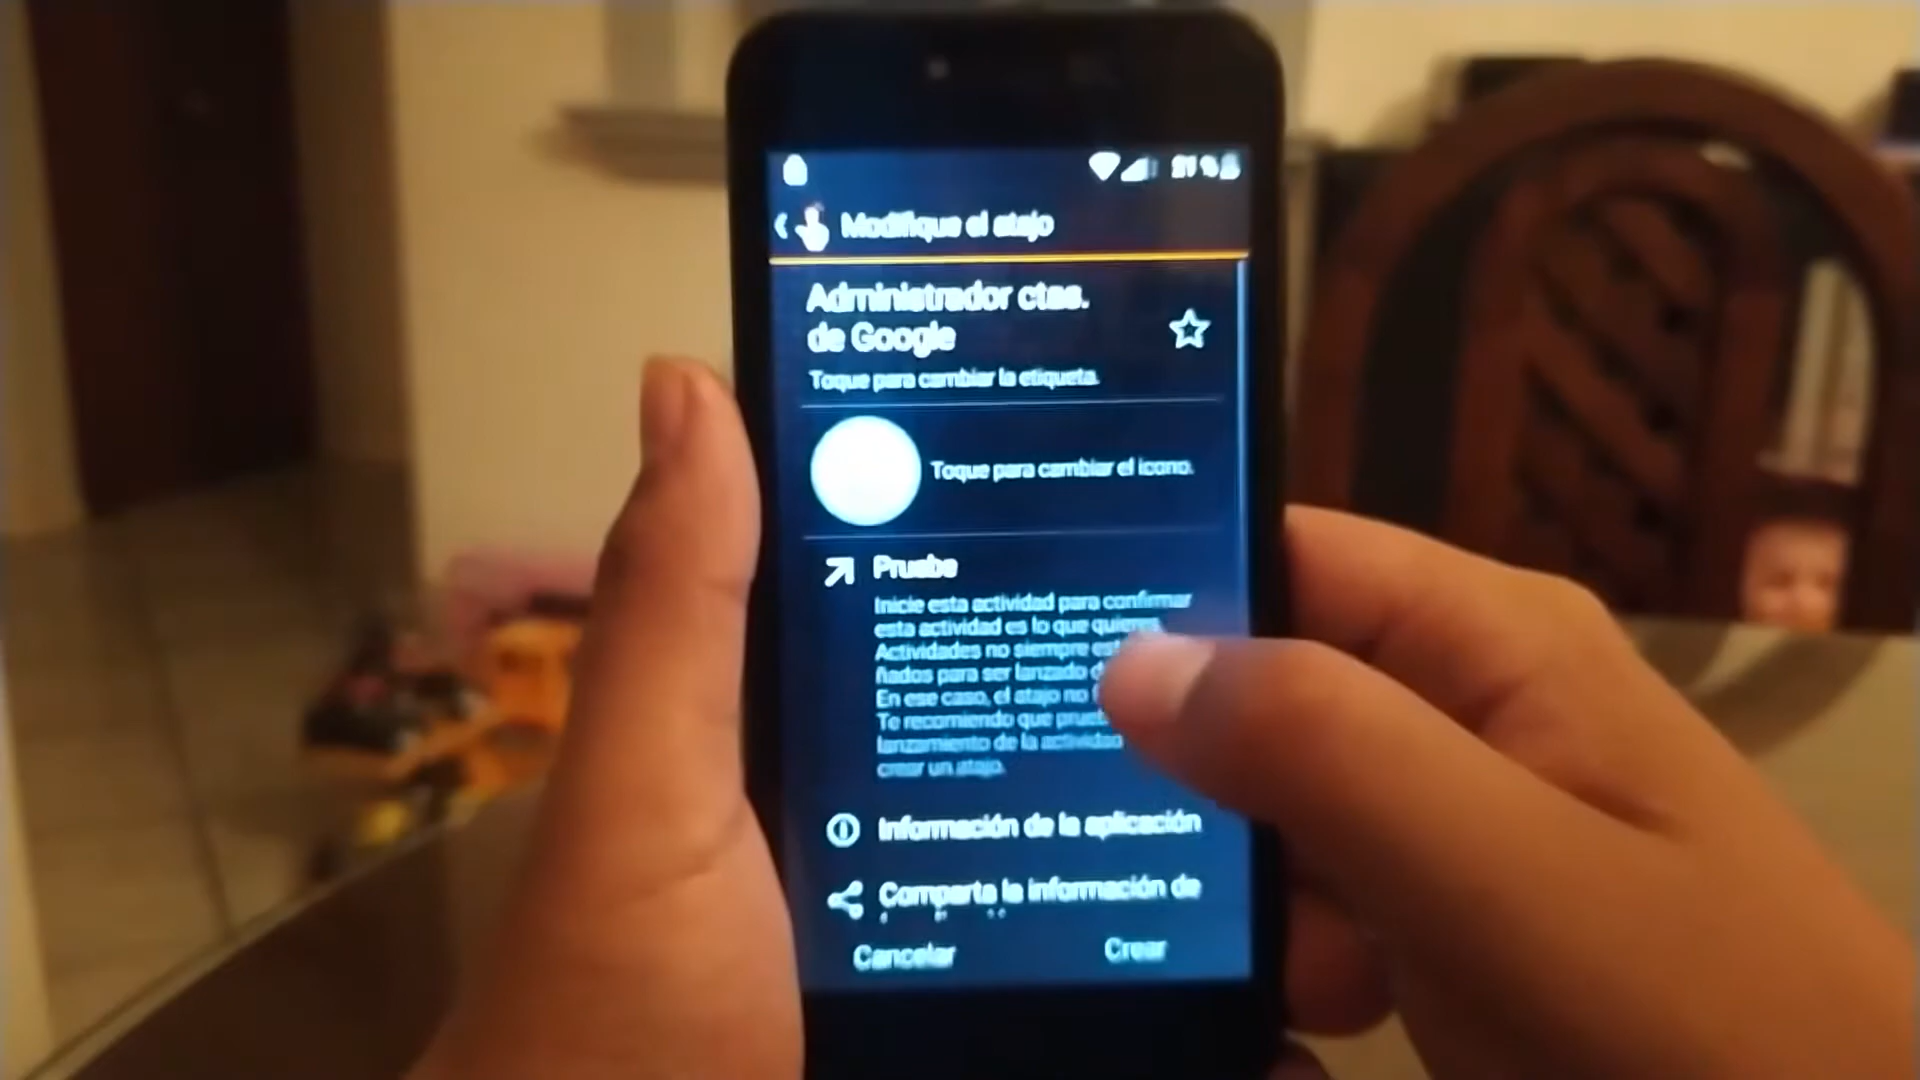 Modifique el atajo
Administrador ctas.
de Google
Toque para cambiar la etiqueta.
Toque para cambiar el icono.
Pruebe
Inicie esta actividad para confirmar
esta actividad es lo que quieres.
Actividades no siempre
ñados para ser lanzado
En ese caso, el atajo no
Te recomiendo que
lanzamiento de la actividad
crear un atajo.
Información de la aplicación
Comparta la información de
Cancelar
Crear